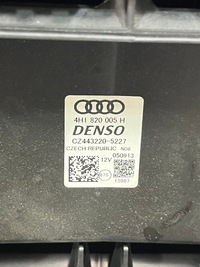 4H1 820 005 H
DENSO
CZ443220-5227
CZECH REPUBLIC N08
050913
12V